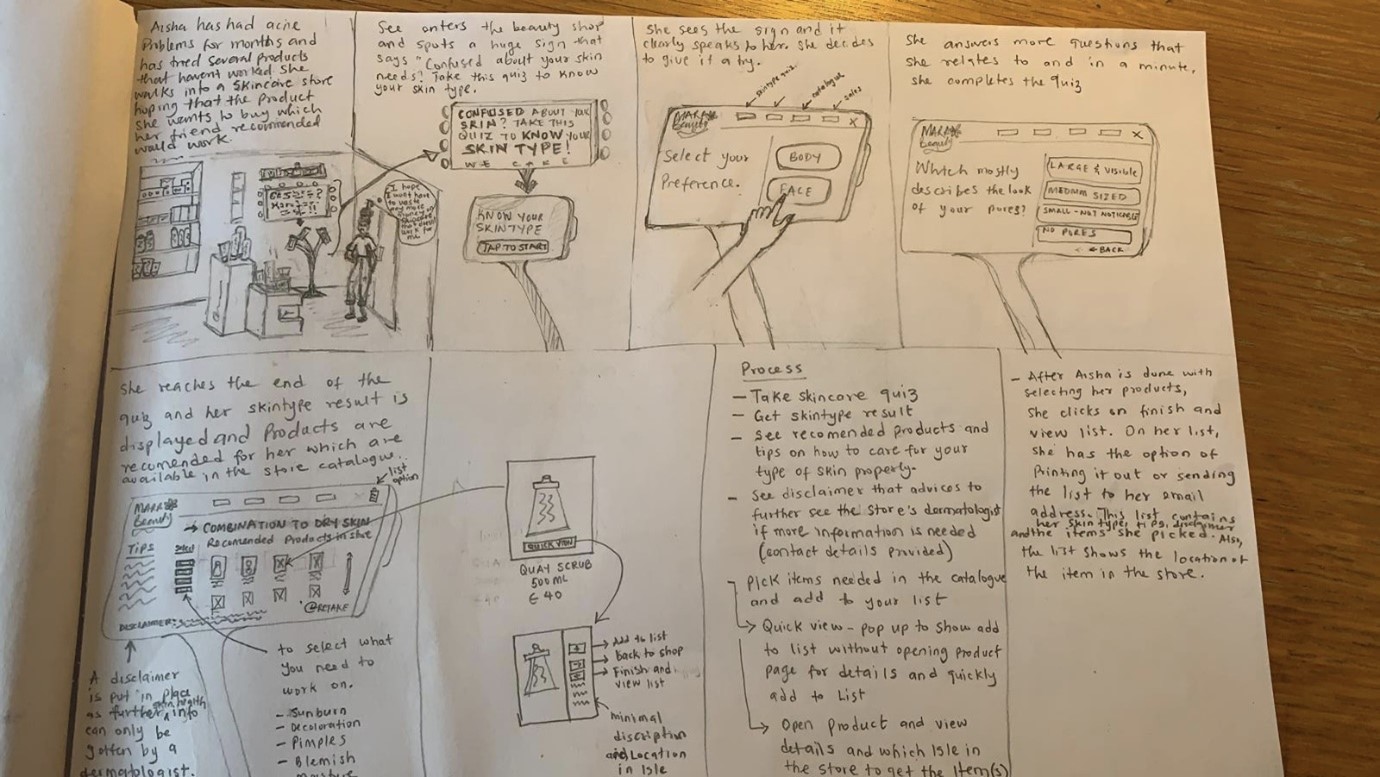 Aisha has had acne
Problems for months and
has tried several products
that havent worked. She
walks into a skincare store
hoping that the product
she wants to buy which
her friend recommended
would work.
I hope
I wont have
to waste
any more
money on
work for
me
See enters the beauty shop
and spots a huge sign that
says "Confused about your skin
needs? Take this quiz to know
your skin type.
CONFUSED ABOUT YOUR
SKIN? TAKE THIS
QUIZ TO KNOW YOUR
SKIN TYPE!
WE CARE
KNOW YOUR
SKINTYPE
TAP TO START
She sees the sign and it
clearly speaks to her. She decides
to give it a try.
skintype quiz
catalogue
sales
MARA
Beauty
X
Select your
Preference.
BODY
FACE
She answers more questions that
she relates to and in a minute,
she completes the quiz
MARA
Beauty
X
Which mostly
describes the look
of your pores?
LARGE & VISIBLE
MEDIUM SIZED
SMALL - NOT NOTICABLE
NO PORES
← BACK
She reaches the end of the
quiz and her skintype result is
displayed and Products are
recomended for her which are
available in the store catalogue.
list
option
MARA
Beauty
→ COMBINATION TO DRY SKIN
Recomended Products in store
TIPS
Select
RETAKE
DISCLAIMER:
A disclaimer
is put in place
as further skin health info
can only be
gotten by a
dermatologist.
to select what
you need to
work on.
- Sunburn
- Decoloration
- Pimples
- Blemish
QUICK VIEW
QUAY SCRUB
500ML
£ 40
Add to list
Back to shop
Finish and
view list
minimal
discription
and Location
in Isle
Process
- Take skincare quiz
- Get skintype result
- See recomended products and
tips on how to care for your
type of skin properly.
- See disclaimer that advices to
further see the store's dermatologist
if more information is needed
(contact details provided)
Pick items needed in the catalogue
and add to your list
Quick view - pop up to show add
to list without opening Product
page for details and quickly
add to List
Open Product and view
details and which Isle in
the store to get the Item(s)
- After Aisha is done with
selecting her products,
She clicks on finish and
view list. On her list,
she has the option of
Printing it out or sending
the list to her email
address. This list contains
her skin type, tips, disclaimer
and the items she picked. Also,
the list shows the location of
the item in the store.